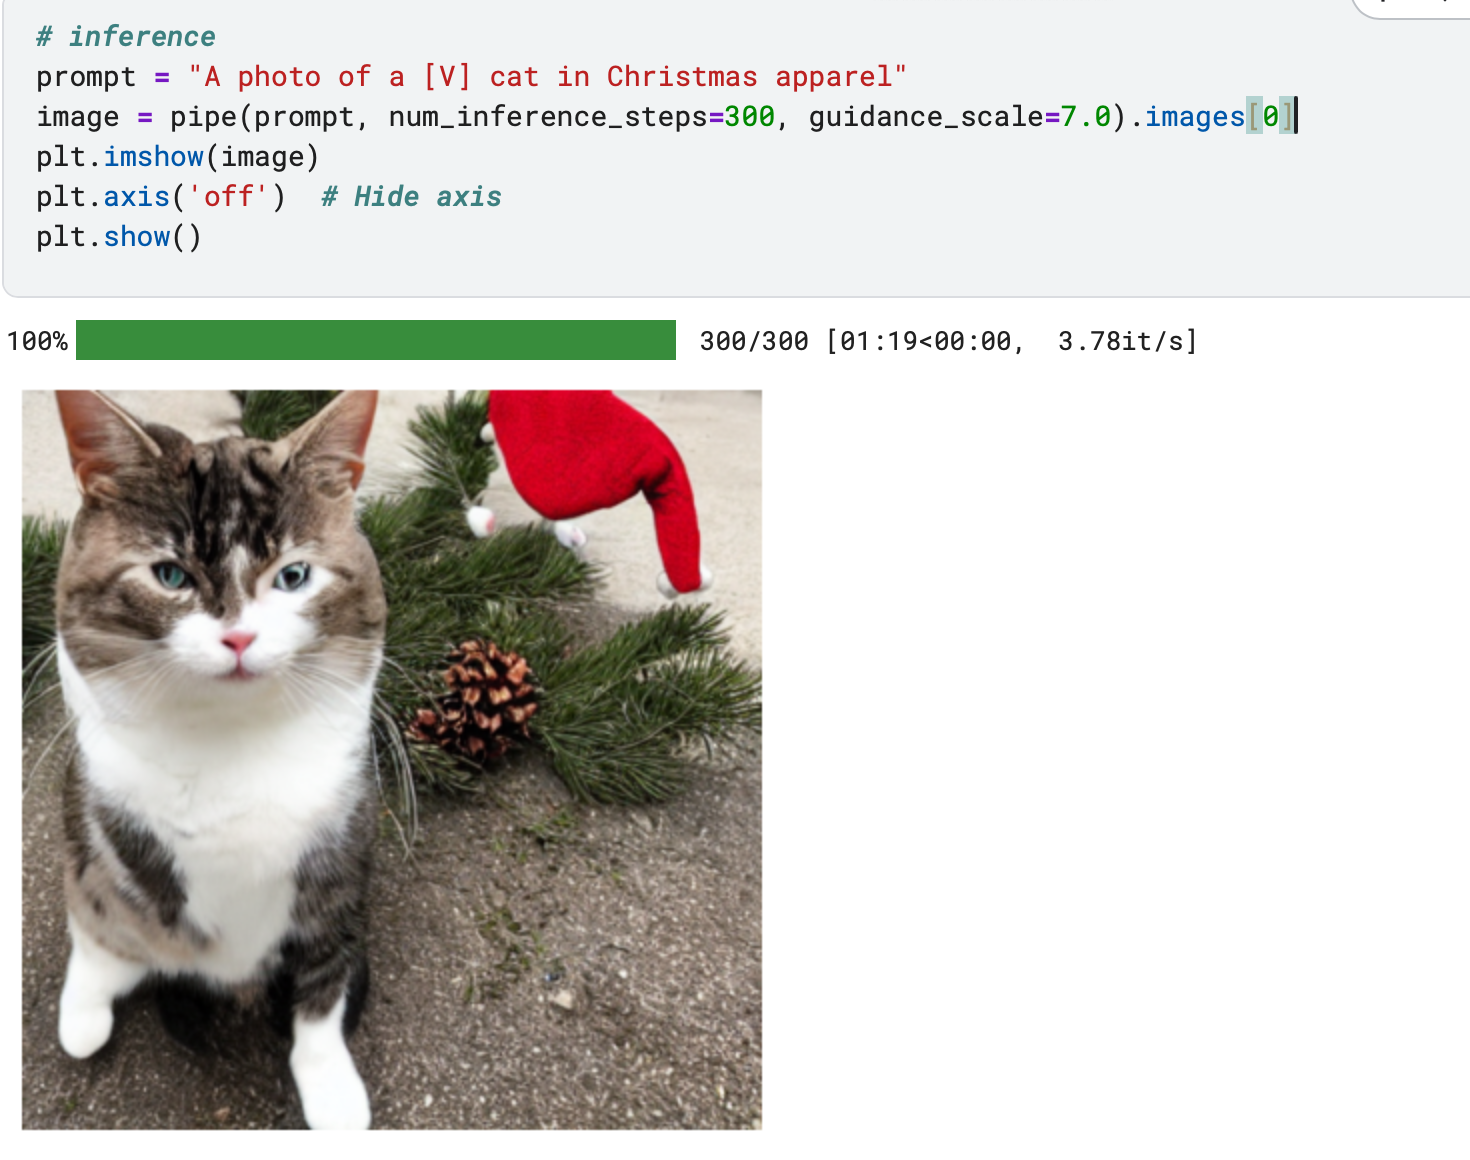 # inference
prompt = "A photo of a [V] cat in Christmas apparel"
image = pipe(prompt, num_inference_steps=300, guidance_scale=7.0).images[0]
plt.imshow(image)
plt.axis('off')  # Hide axis
plt.show()
100% 300/300 [01:19<00:00,  3.78it/s]